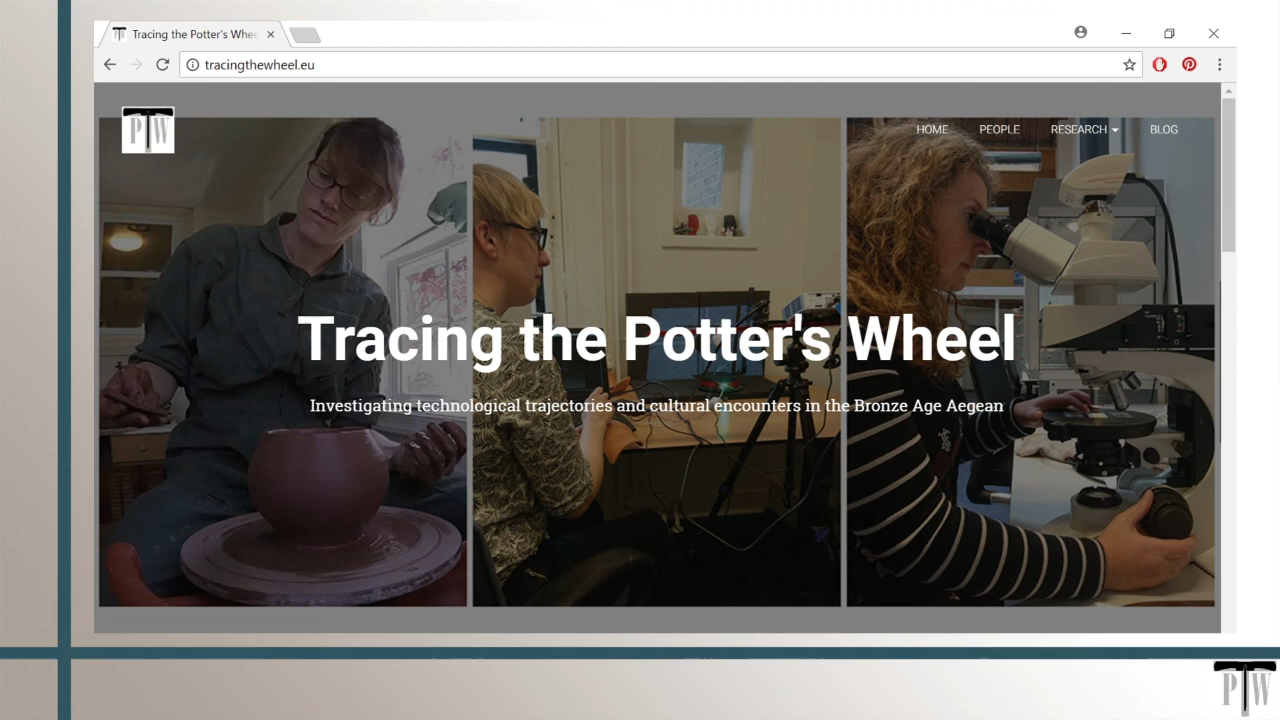 Tracing the Potter's Whee
tracingthewheel.eu
PTW
HOME PEOPLE RESEARCH BLOG
Tracing the Potter's Wheel
Investigating technological trajectories and cultural encounters in the Bronze Age Aegean
PTW